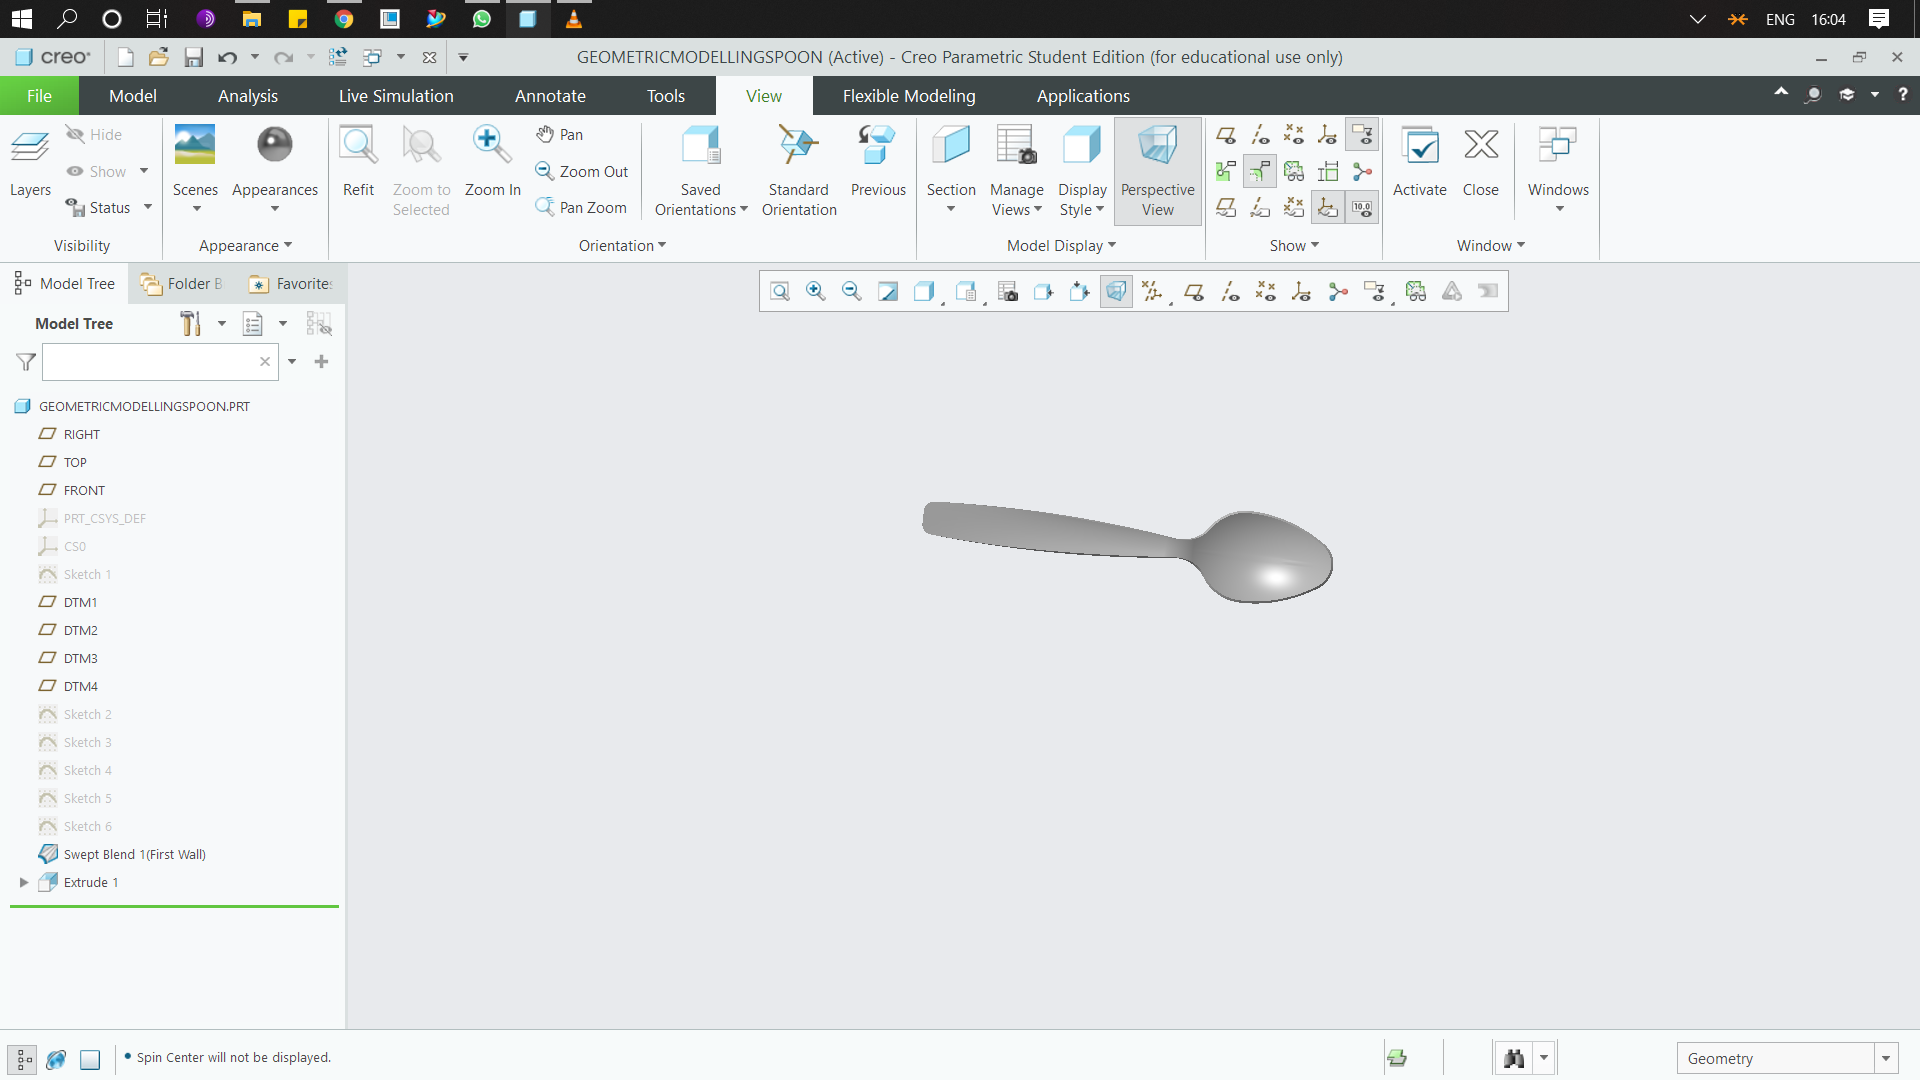 ENG 16:04
creo®
GEOMETRICMODELLINGSPOON (Active) - Creo Parametric Student Edition (for educational use only)
File Model Analysis Live Simulation Annotate Tools View Flexible Modeling Applications
Layers
Hide
Show
Status
Visibility
Scenes
Appearances
Appearance
Refit
Zoom to Selected
Zoom In
Pan
Zoom Out
Pan Zoom
Saved Orientations
Standard Orientation
Previous
Orientation
Section
Manage Views
Display Style
Perspective View
Model Display
10.0
Show
Activate
Close
Windows
Window
Model Tree Folder B Favorites
Model Tree
GEOMETRICMODELLINGSPOON.PRT
RIGHT
TOP
FRONT
PRT_CSYS_DEF
CS0
Sketch 1
DTM1
DTM2
DTM3
DTM4
Sketch 2
Sketch 3
Sketch 4
Sketch 5
Sketch 6
Swept Blend 1(First Wall)
Extrude 1
• Spin Center will not be displayed.
Geometry